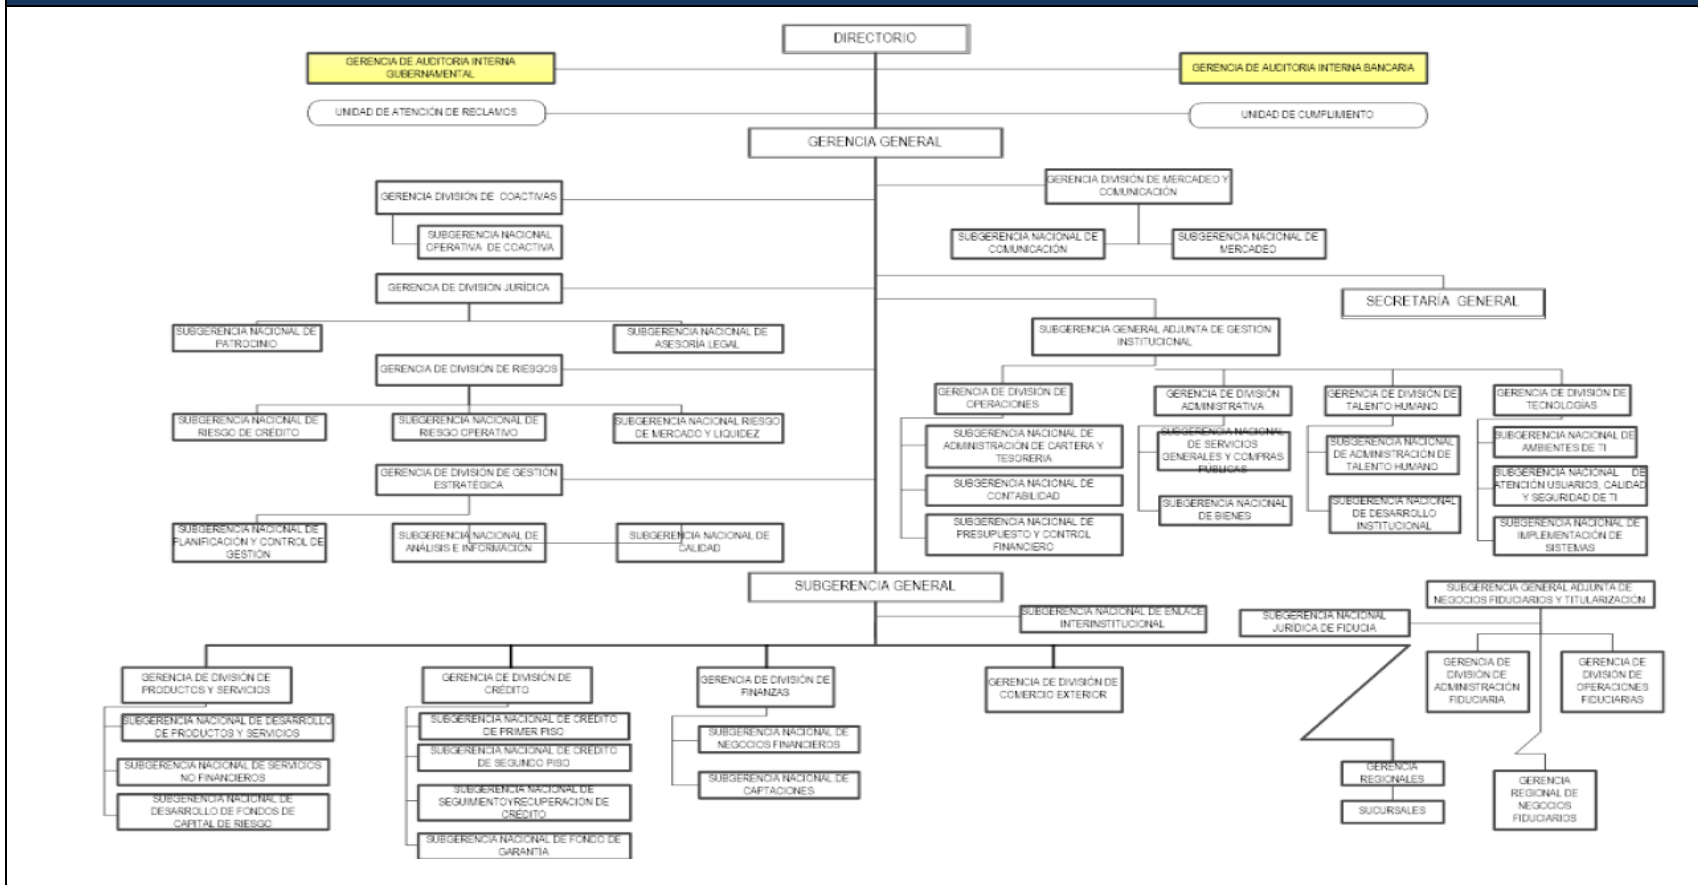 DIRECTORIO
GERENCIA DE AUDITORIA INTERNA
GUBERNAMENTAL
GERENCIA DE AUDITORIA INTERNA BANCARIA
UNIDAD DE ATENCIÓN DE RECLAMOS
UNIDAD DE CUMPLIMIENTO
GERENCIA GENERAL
GERENCIA DIVISIÓN DE COACTIVAS
SUBGERENCIA NACIONAL
OPERATIVA DE COACTIVA
GERENCIA DIVISIÓN DE MERCADEO Y
COMUNICACIÓN
SUBGERENCIA NACIONAL DE
COMUNICACIÓN
SUBGERENCIA NACIONAL DE
MERCADEO
GERENCIA DE DIVISIÓN JURÍDICA
SUBGERENCIA NACIONAL DE
PATROCINIO
SUBGERENCIA NACIONAL DE
ASESORÍA LEGAL
SECRETARÍA GENERAL
SUBGERENCIA GENERAL ADJUNTA DE GESTIÓN
INSTITUCIONAL
GERENCIA DE DIVISIÓN DE RIESGOS
SUBGERENCIA NACIONAL DE
RIESGO DE CRÉDITO
SUBGERENCIA NACIONAL DE
RIESGO OPERATIVO
SUBGERENCIA NACIONAL RIESGO
DE MERCADO Y LIQUIDEZ
GERENCIA DE DIVISIÓN DE GESTIÓN
ESTRATÉGICA
SUBGERENCIA NACIONAL DE
PLANIFICACIÓN Y CONTROL DE
GESTIÓN
SUBGERENCIA NACIONAL DE
ANÁLISIS E INFORMACIÓN
SUBGERENCIA NACIONAL DE
CALIDAD
GERENCIA DE DIVISIÓN DE
OPERACIONES
SUBGERENCIA NACIONAL DE
ADMINISTRACIÓN DE CARTERA Y
TESORERIA
SUBGERENCIA NACIONAL DE
CONTABILIDAD
SUBGERENCIA NACIONAL DE
PRESUPUESTO Y CONTROL
FINANCIERO
GERENCIA DE DIVISIÓN
ADMINISTRATIVA
SUBGERENCIA NACIONAL
DE SERVICIOS
GENERALES Y COMPRAS
PÚBLICAS
SUBGERENCIA NACIONAL
DE BIENES
GERENCIA DE DIVISIÓN DE
TALENTO HUMANO
SUBGERENCIA NACIONAL
DE ADMINISTRACIÓN DE
TALENTO HUMANO
SUBGERENCIA NACIONAL
DE DESARROLLO
INSTITUCIONAL
GERENCIA DE DIVISIÓN DE
TECNOLOGÍAS
SUBGERENCIA NACIONAL DE
AMBIENTES DE TI
SUBGERENCIA NACIONAL DE
ATENCIÓN USUARIOS, CALIDAD
Y SEGURIDAD DE TI
SUBGERENCIA NACIONAL DE
IMPLEMENTACIÓN DE
SISTEMAS
SUBGERENCIA GENERAL
SUBGERENCIA NACIONAL DE ENLACE
INTERINSTITUCIONAL
SUBGERENCIA NACIONAL
JURÍDICA DE FIDUCIA
SUBGERENCIA GENERAL ADJUNTA DE
NEGOCIOS FIDUCIARIOS Y TITULARIZACIÓN
GERENCIA DE
DIVISIÓN DE
ADMINISTRACIÓN
FIDUCIARIA
GERENCIA DE
DIVISIÓN DE
OPERACIONES
FIDUCIARIAS
GERENCIA DE DIVISIÓN DE
PRODUCTOS Y SERVICIOS
SUBGERENCIA NACIONAL DE DESARROLLO
DE PRODUCTOS Y SERVICIOS
SUBGERENCIA NACIONAL DE SERVICIOS
NO FINANCIEROS
SUBGERENCIA NACIONAL DE
DESARROLLO DE FONDOS DE
CAPITAL DE RIESGO
GERENCIA DE DIVISIÓN DE
CRÉDITO
SUBGERENCIA NACIONAL DE CRÉDITO
DE PRIMER PISO
SUBGERENCIA NACIONAL DE CRÉDITO
DE SEGUNDO PISO
SUBGERENCIA NACIONAL DE
SEGUIMIENTOYRECUPERACIÓN DE
CRÉDITO
SUBGERENCIA NACIONAL DE FONDO DE
GARANTÍA
GERENCIA DE DIVISIÓN DE
FINANZAS
SUBGERENCIA NACIONAL DE
NEGOCIOS FINANCIEROS
SUBGERENCIA NACIONAL DE
CAPTACIONES
GERENCIA DE DIVISIÓN DE
COMERCIO EXTERIOR
GERENCIA
REGIONALES
SUCURSALES
GERENCIA
REGIONAL DE
NEGOCIOS
FIDUCIARIOS